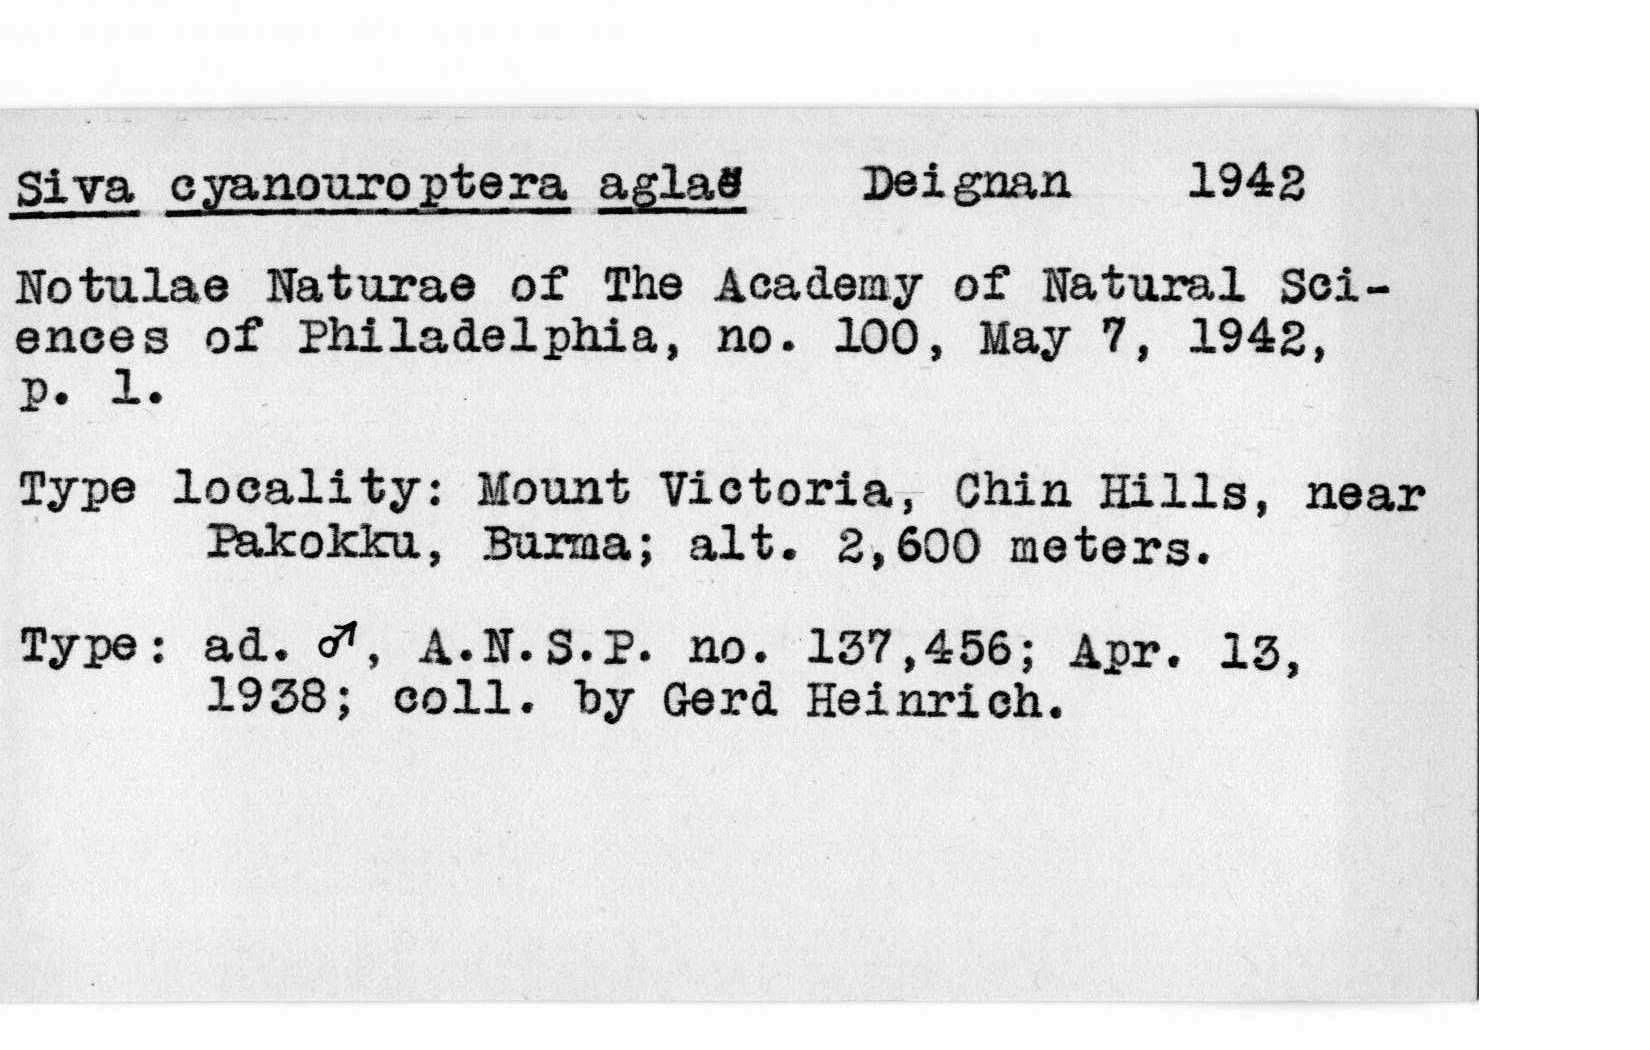 Siva cyanouroptera aglaë Deignan 1942
Notulae Naturae of The Academy of Natural Sci-
ences of Philadelphia, no. 100, May 7, 1942,
p. 1.
Type locality: Mount Victoria, Chin Hills, near
Pakokku, Burma; alt. 2,600 meters.
Type: ad. ♂, A.N.S.P. no. 137,456; Apr. 13,
1938; coll. by Gerd Heinrich.